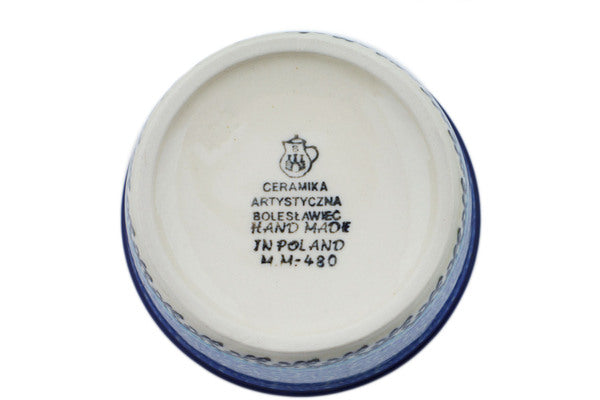 S
CERAMIKA
ARTYSTYCZNA
BOLESŁAWIEC
HAND MADE
IN POLAND
M.M-480